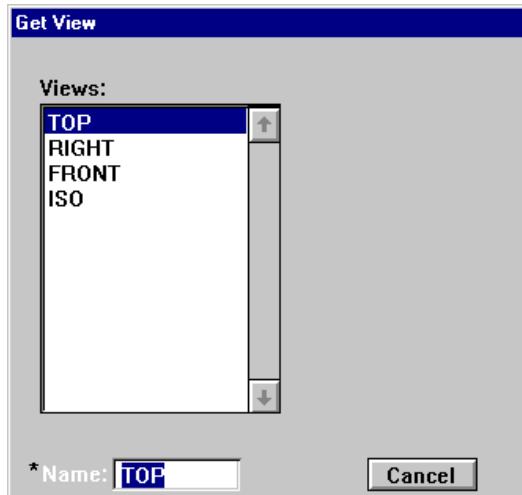 Get View
Views:
TOP
RIGHT
FRONT
ISO
*Name: TOP
Cancel